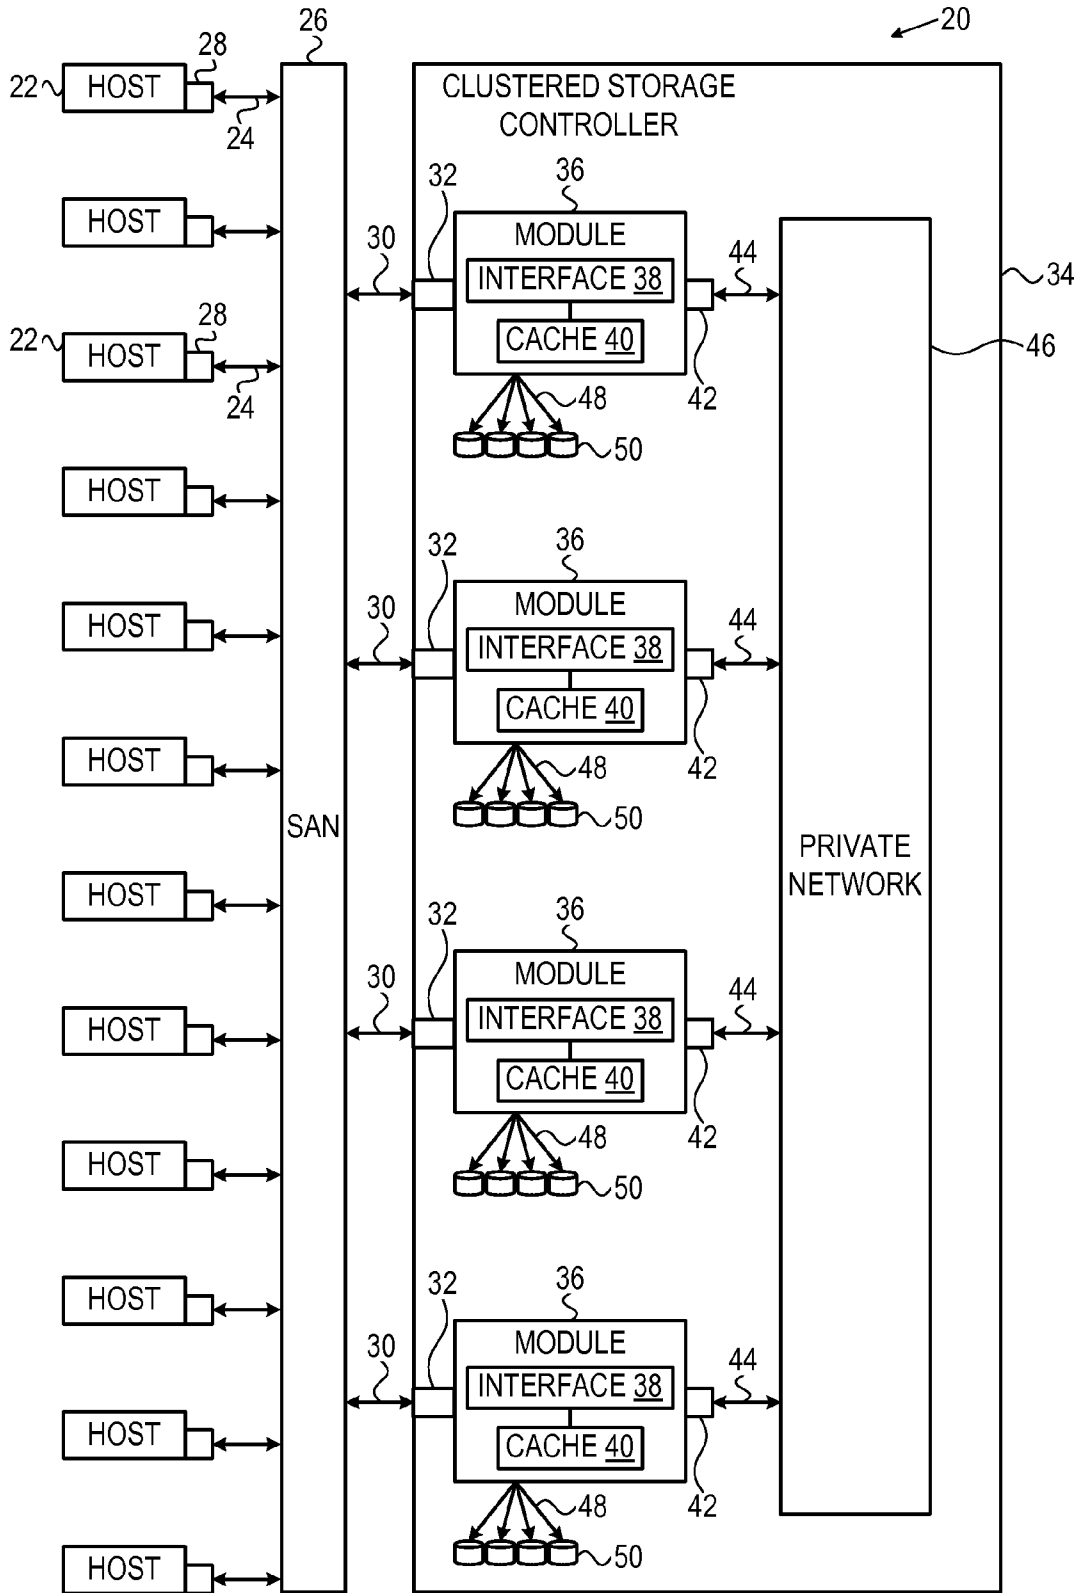 20
26
28
22 HOST
24
CLUSTERED STORAGE
CONTROLLER
32 36
HOST
MODULE
30 44
INTERFACE 38
34
28
22 HOST
CACHE 40
46
24
48 42
50
HOST
32 36
HOST
MODULE
30 44
INTERFACE 38
CACHE 40
HOST
48 42
50
SAN
PRIVATE
NETWORK
HOST
32 36
MODULE
30 44
HOST
INTERFACE 38
CACHE 40
48 42
HOST
50
32 36
HOST
MODULE
30 44
INTERFACE 38
HOST
CACHE 40
48 42
50
HOST